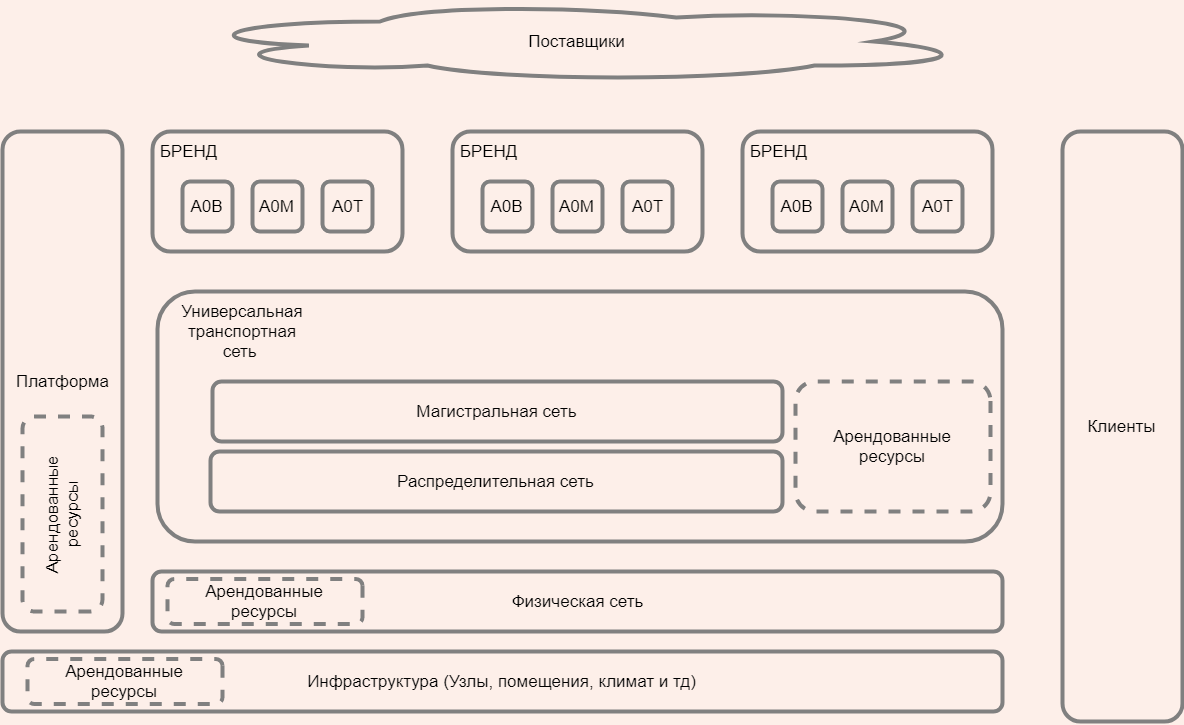 Поставщики
БРЕНД
А0В
А0М
А0Т
БРЕНД
А0В
А0М
А0Т
БРЕНД
А0В
А0М
А0Т
Универсальная
транспортная
сеть
Платформа
Арендованные
ресурсы
Магистральная сеть
Распределительная сеть
Арендованные
ресурсы
Клиенты
Арендованные
ресурсы
Физическая сеть
Арендованные
ресурсы
Инфраструктура (Узлы, помещения, климат и тд)